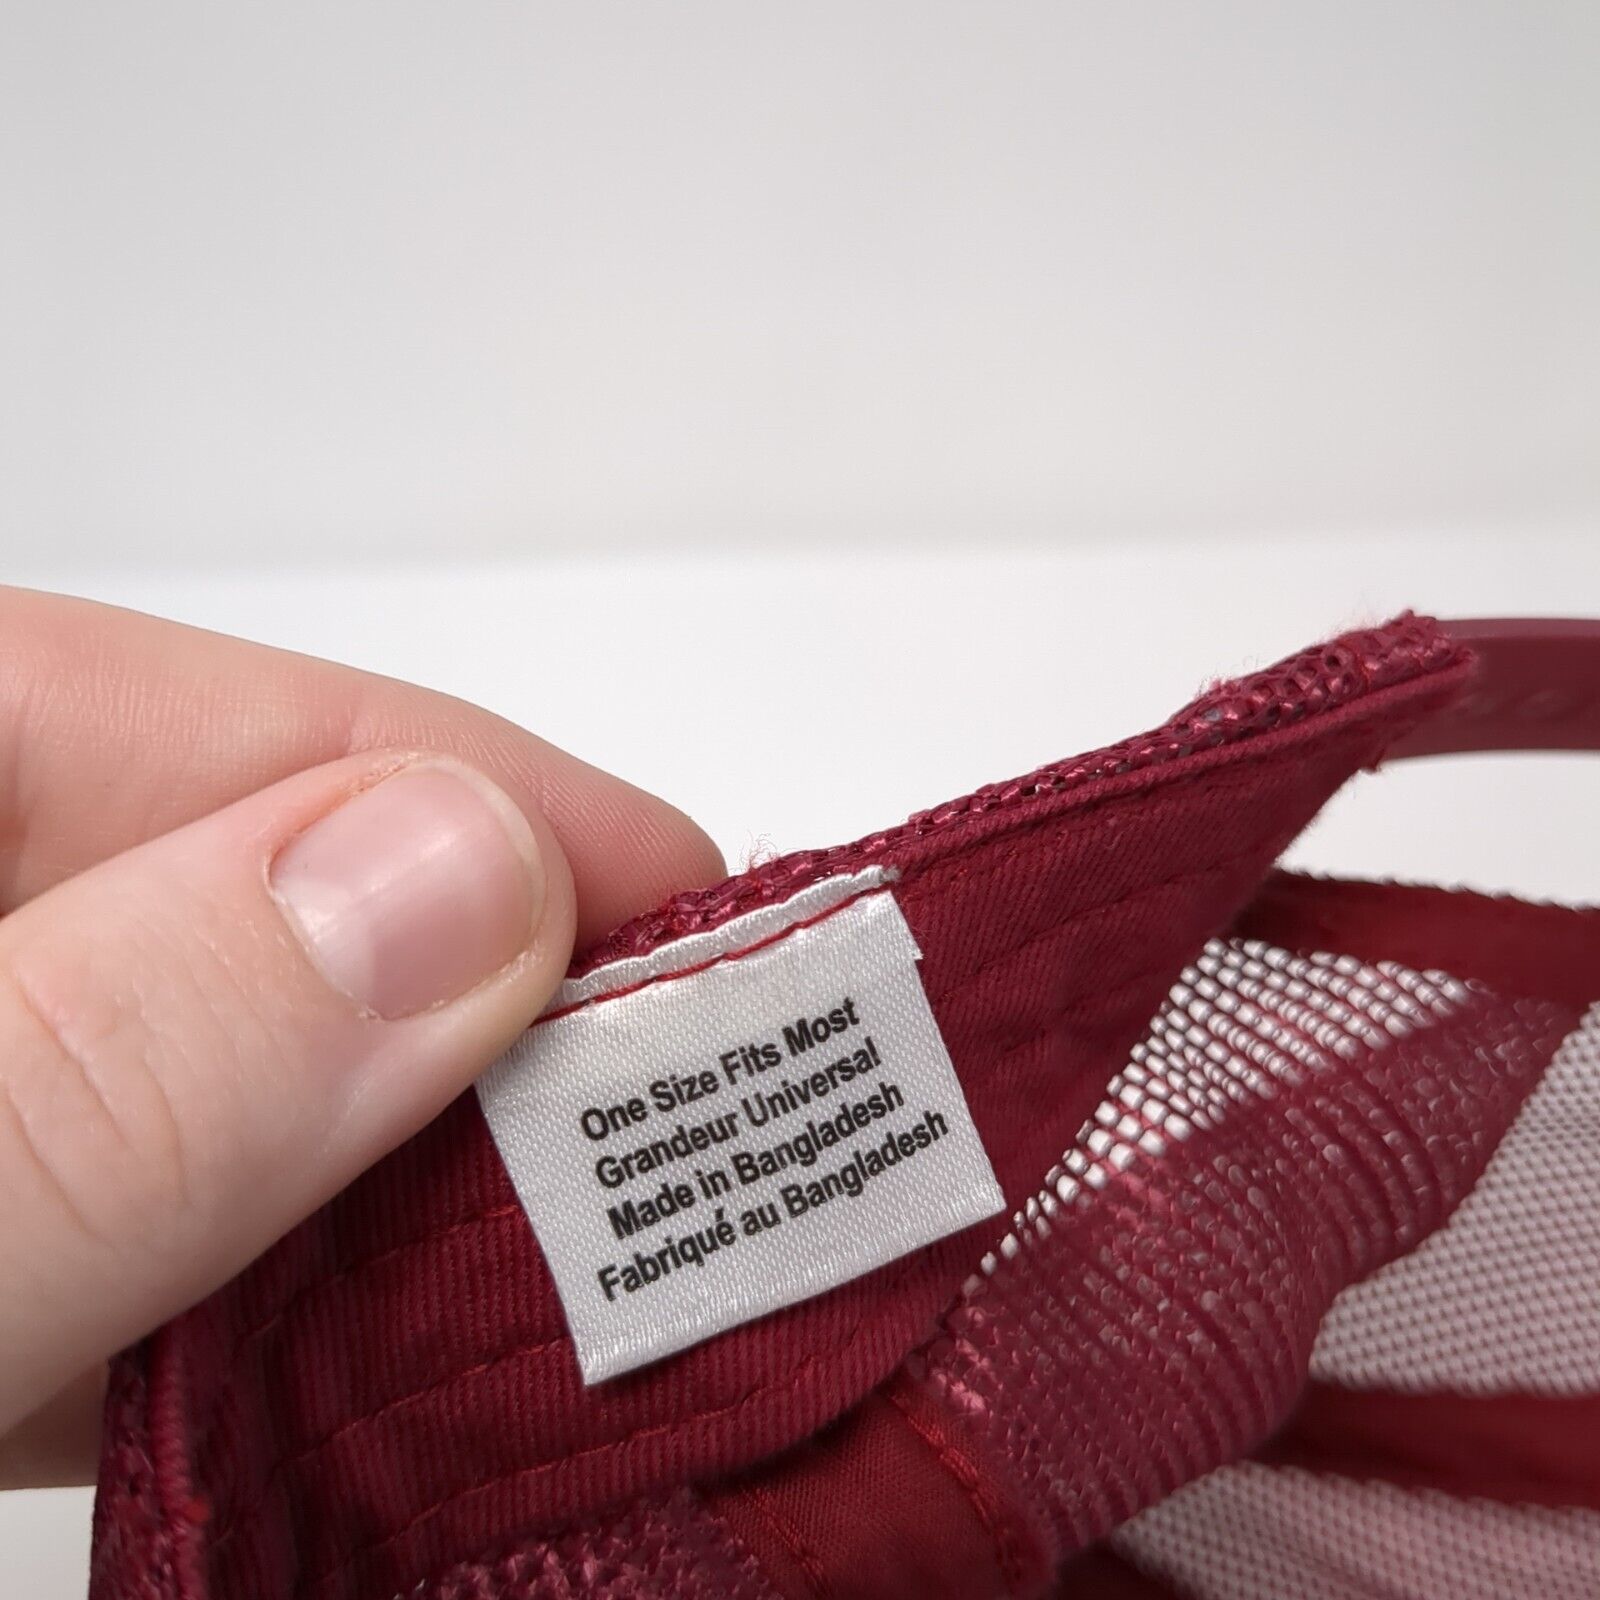 One Size Fits Most
Grandeur Universal
Made in Bangladesh
Fabriqué au Bangladesh